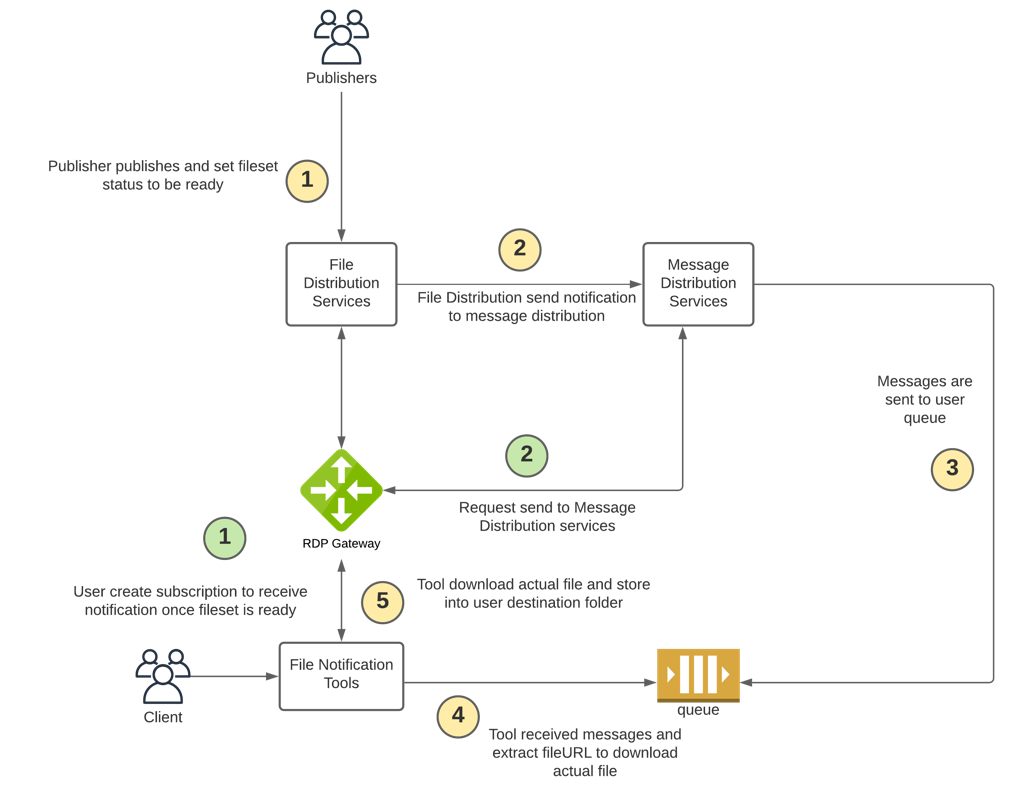 Publishers
Publisher publishes and set fileset
status to be ready
1
File
Distribution
Services
2
File Distribution send notification
to message distribution
Message
Distribution
Services
Messages are
sent to user
queue
3
2
Request send to Message
Distribution services
RDP Gateway
1
User create subscription to receive
notification once fileset is ready
5
Tool download actual file and store
into user destination folder
Client
File Notification
Tools
4
Tool received messages and
extract fileURL to download
actual file
queue